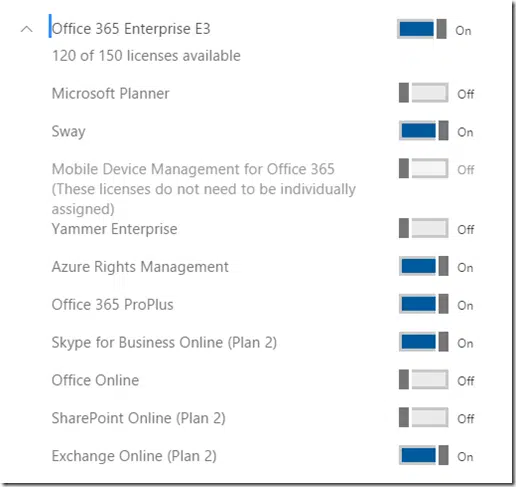 Office 365 Enterprise E3 On
120 of 150 licenses available
Microsoft Planner Off
Sway On
Mobile Device Management for Office 365 Off
(These licenses do not need to be individually
assigned)
Yammer Enterprise Off
Azure Rights Management On
Office 365 ProPlus On
Skype for Business Online (Plan 2) On
Office Online Off
SharePoint Online (Plan 2) Off
Exchange Online (Plan 2) On